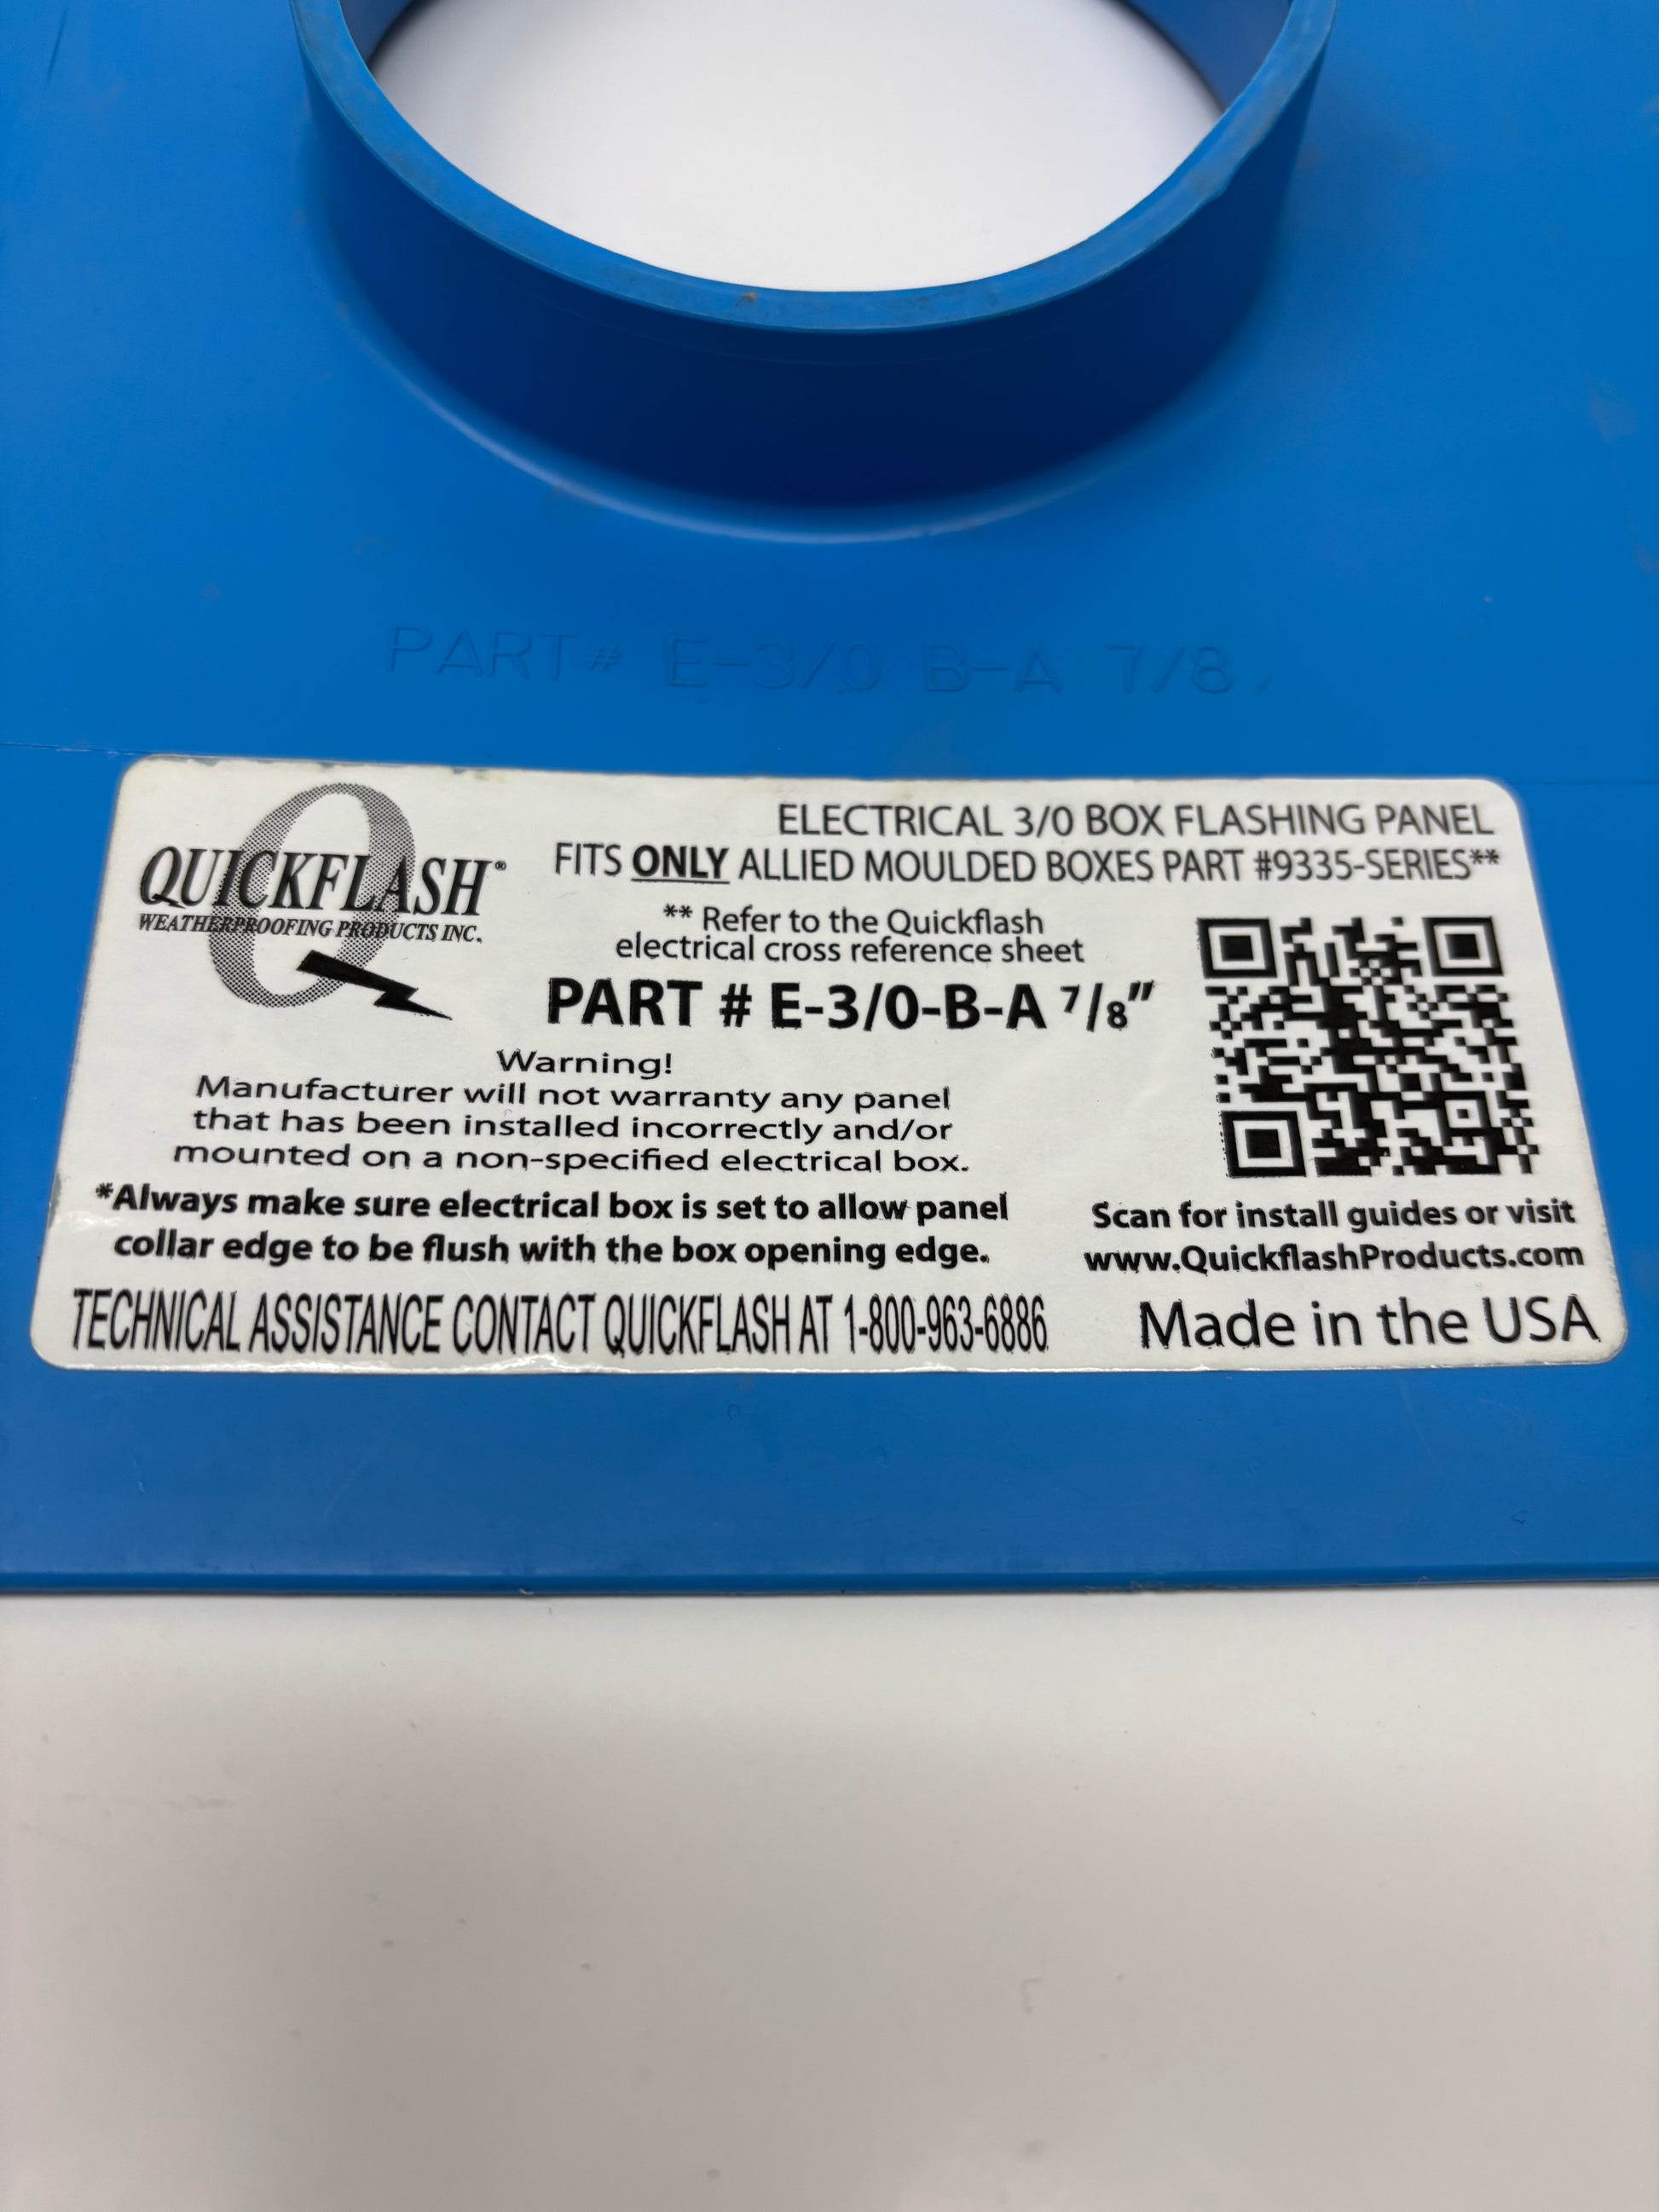 PART# E-3/0 B-A 7/8
QUICKFLASH®
WEATHERPROOFING PRODUCTS INC.
ELECTRICAL 3/0 BOX FLASHING PANEL
FITS ONLY ALLIED MOULDED BOXES PART #9335-SERIES**
** Refer to the Quickflash
electrical cross reference sheet
PART # E-3/0-B-A 7/8"
Warning!
Manufacturer will not warranty any panel
that has been installed incorrectly and/or
mounted on a non-specified electrical box.
*Always make sure electrical box is set to allow panel
collar edge to be flush with the box opening edge.
Scan for install guides or visit
www.QuickflashProducts.com
TECHNICAL ASSISTANCE CONTACT QUICKFLASH AT 1-800-963-6886
Made in the USA